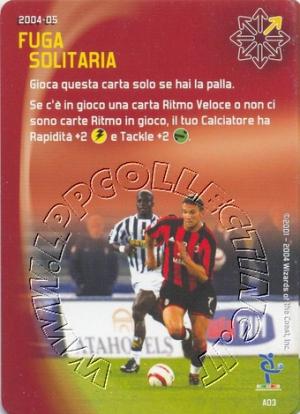 2004-05
FUGA
SOLITARIA
Gioca questa carta solo se hai la palla.
Se c'è in gioco una carta Ritmo Veloce o non ci
sono carte Ritmo in gioco, il tuo Calciatore ha
Rapidità +2 e Tackle +2 .
©2001 - 2004 Wizards of the Coast, Inc.
WWW.LPPCOLLECTION.IT
TAHOTELS
A03